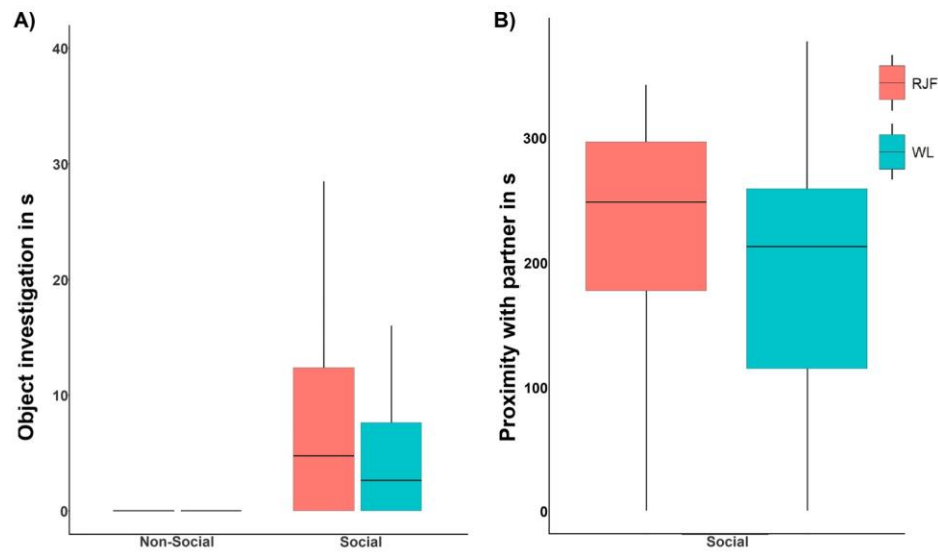 A)
Object investigation in s
40
30
20
10
0
Non-Social
Social
B)
Proximity with partner in s
300
200
100
0
Social
RJF
WL